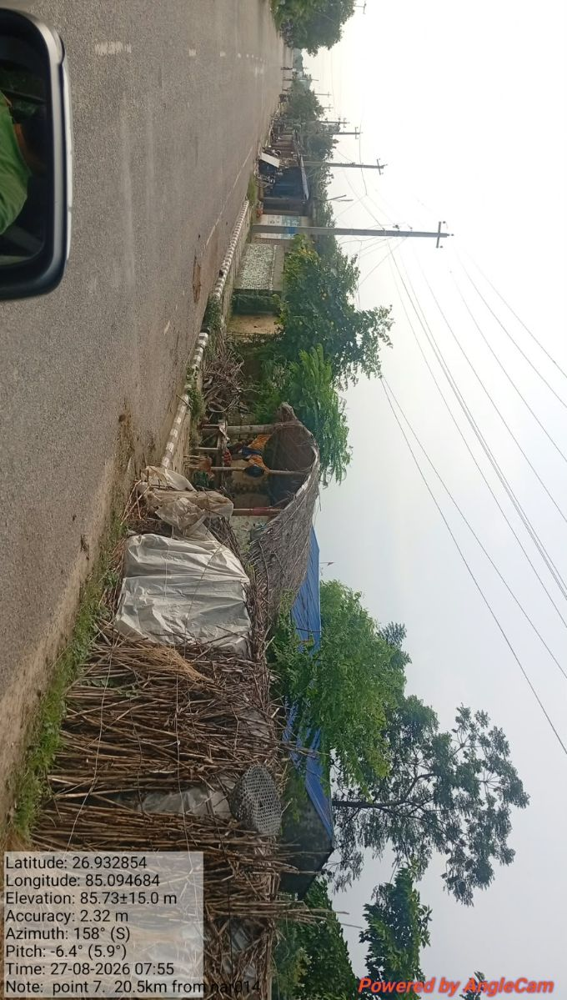 Latitude: 26.932854
Longitude: 85.094684
Elevation: 85.73±15.0 m
Accuracy: 2.32 m
Azimuth: 158° (S)
Pitch: -6.4° (5.9°)
Time: 27-08-2026 07:55
Note: point 7. 20.5km from nar014
Powered by AngleCam